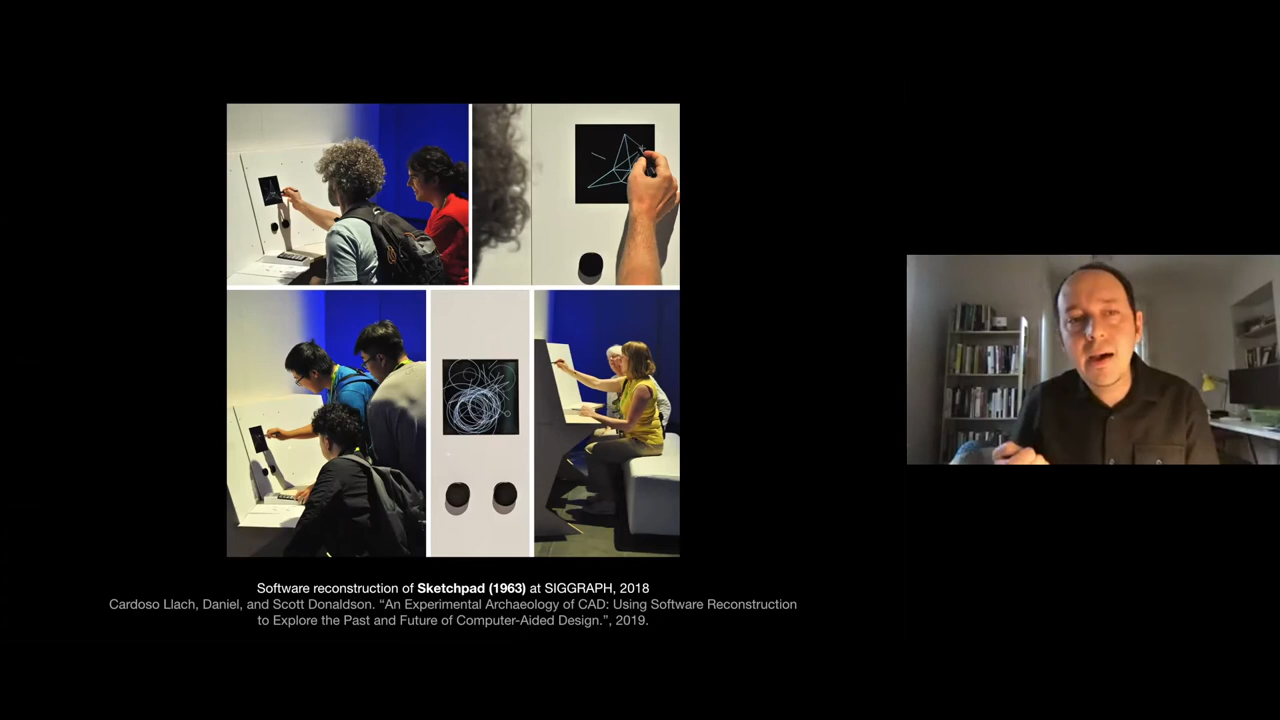 Software reconstruction of Sketchpad (1963) at SIGGRAPH, 2018
Cardoso Llach, Daniel, and Scott Donaldson. “An Experimental Archaeology of CAD: Using Software Reconstruction
to Explore the Past and Future of Computer-Aided Design.”, 2019.